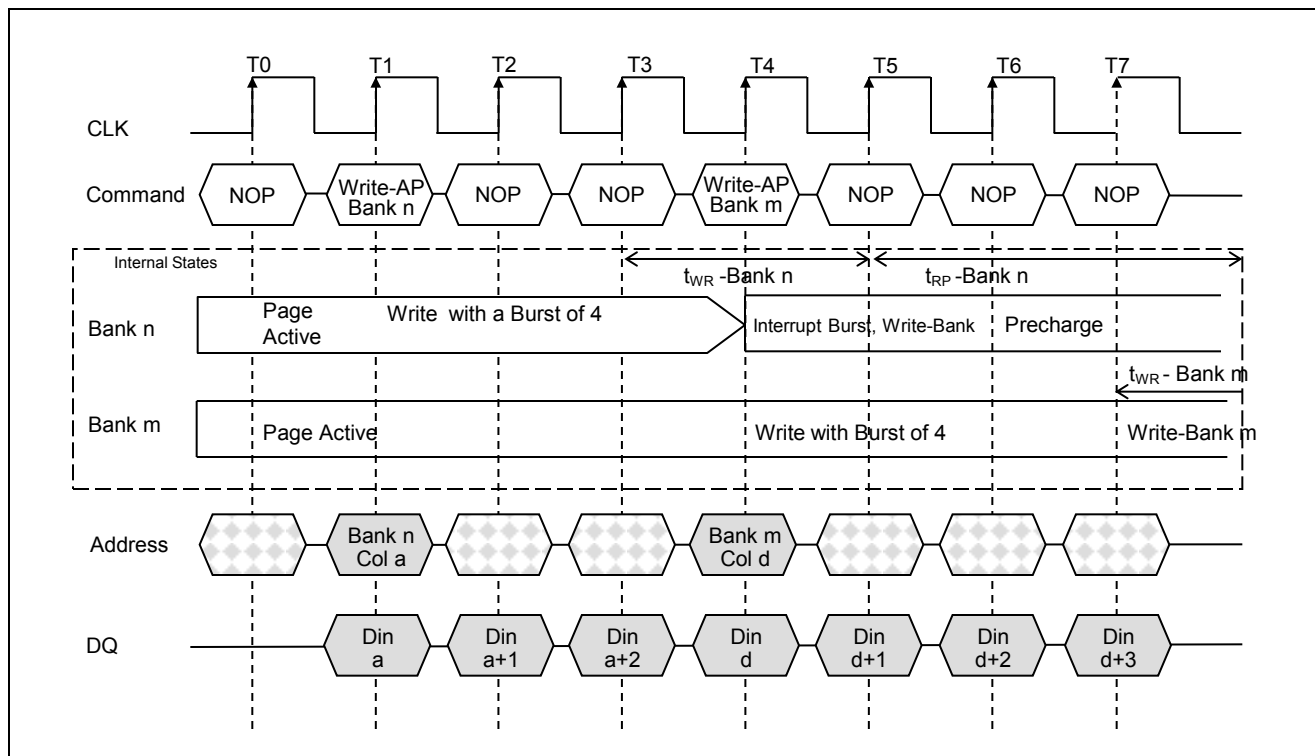 T0 T1 T2 T3 T4 T5 T6 T7
CLK
Command NOP Write-AP Bank n NOP NOP Write-AP Bank m NOP NOP NOP
Internal States
tWR -Bank n tRP -Bank n
Bank n Page Active Write with a Burst of 4 Interrupt Burst, Write-Bank Precharge
tWR - Bank m
Bank m Page Active Write with Burst of 4 Write-Bank m
Address Bank n Col a Bank m Col d
DQ Din a Din a+1 Din a+2 Din d Din d+1 Din d+2 Din d+3